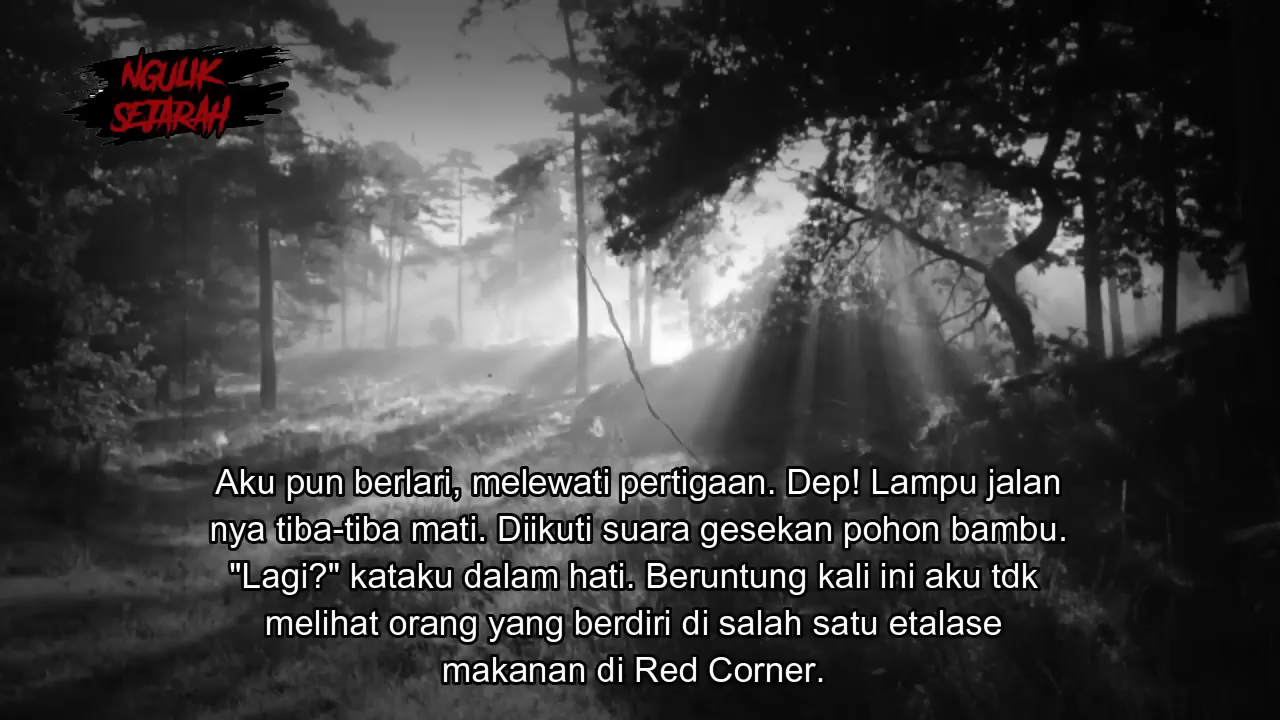 NGULIK
SEJARAH
Aku pun berlari, melewati pertigaan. Dep! Lampu jalan
nya tiba-tiba mati. Diikuti suara gesekan pohon bambu.
"Lagi?" kataku dalam hati. Beruntung kali ini aku tdk
melihat orang yang berdiri di salah satu etalase
makanan di Red Corner.